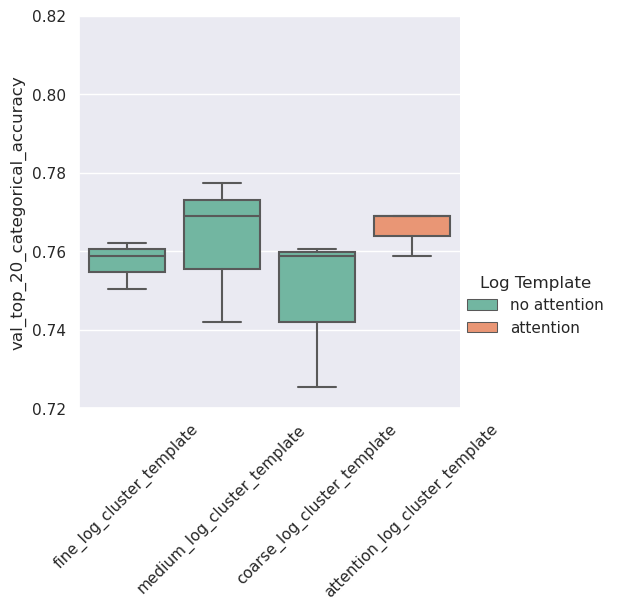 val_top_20_categorical_accuracy
0.82
0.80
0.78
0.76
0.74
0.72
fine_log_cluster_template
medium_log_cluster_template
coarse_log_cluster_template
attention_log_cluster_template
Log Template
no attention
attention